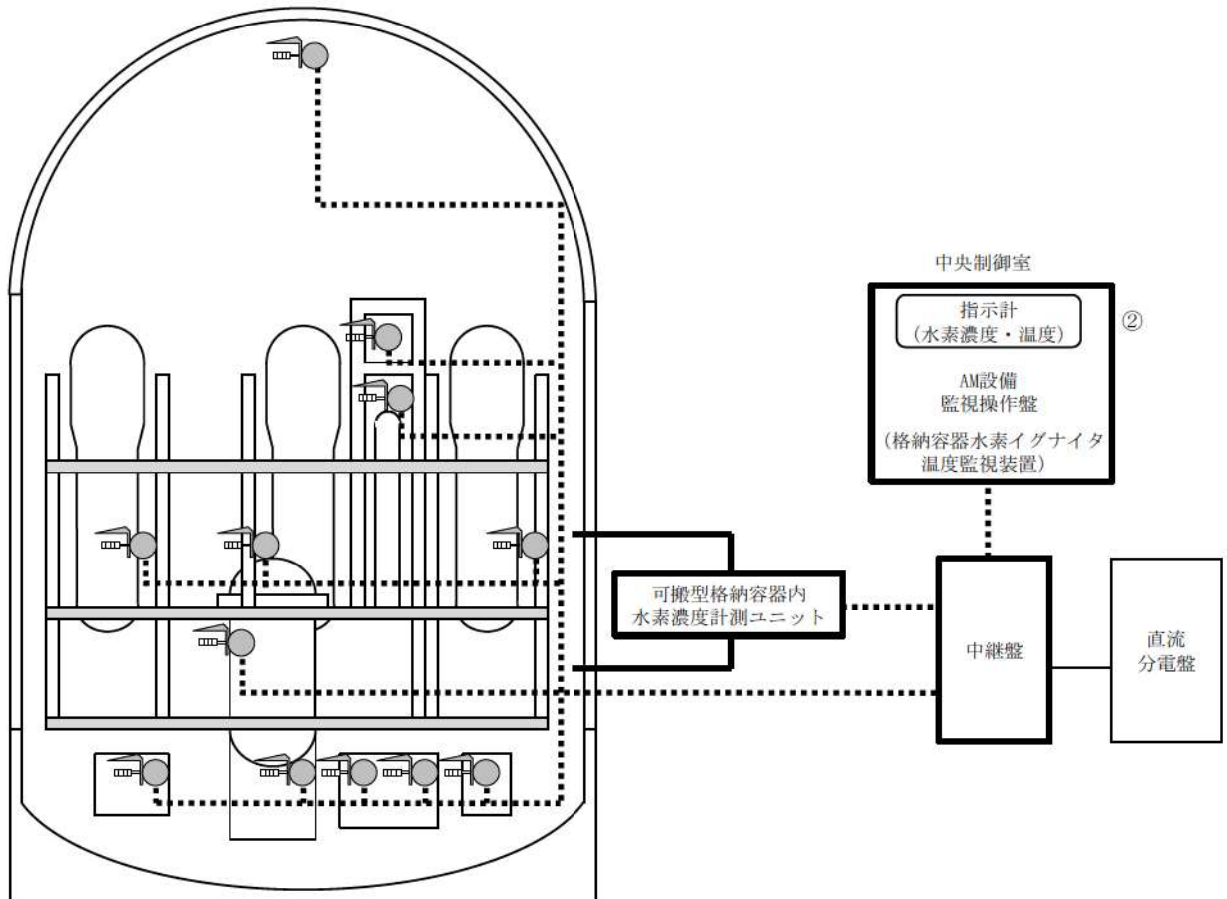 中央制御室
指示計
(水素濃度・温度)
②
AM設備
監視操作盤
(格納容器水素イグナイタ
温度監視装置)
可搬型格納容器内
水素濃度計測ユニット
中継盤
直流
分電盤